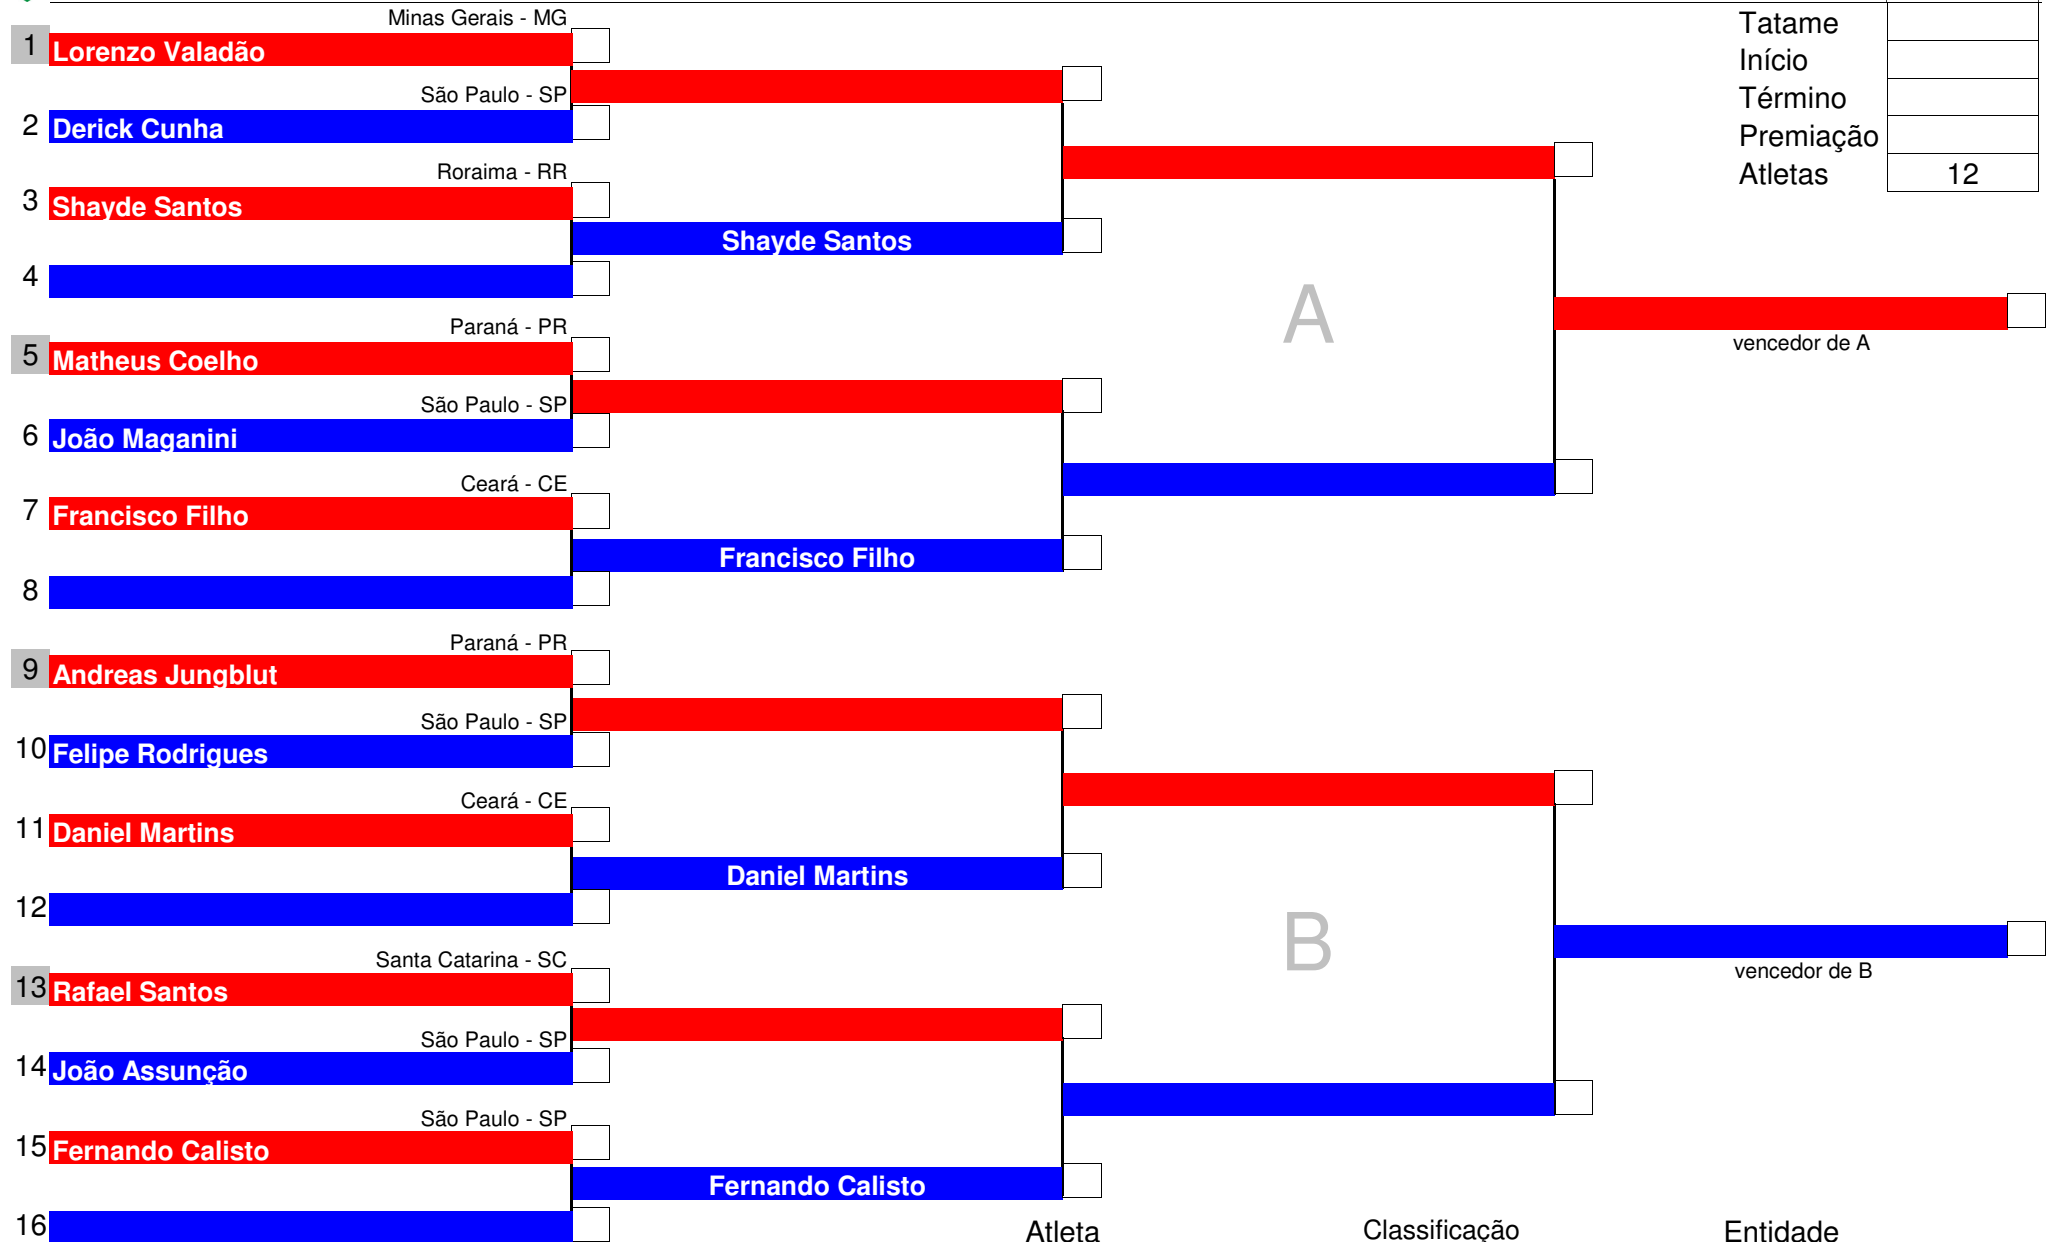 Minas Gerais - MG
1 Lorenzo Valadão
São Paulo - SP
2 Derick Cunha
Roraima - RR
3 Shayde Santos
Shayde Santos
4
Paraná - PR
5 Matheus Coelho
São Paulo - SP
6 João Maganini
Ceará - CE
7 Francisco Filho
Francisco Filho
8
Paraná - PR
9 Andreas Jungblut
São Paulo - SP
10 Felipe Rodrigues
Ceará - CE
11 Daniel Martins
Daniel Martins
12
Santa Catarina - SC
13 Rafael Santos
São Paulo - SP
14 João Assunção
São Paulo - SP
15 Fernando Calisto
Fernando Calisto
16
A
B
Tatame
Início
Término
Premiação
Atletas 12
vencedor de A
vencedor de B
Atleta Classificação Entidade